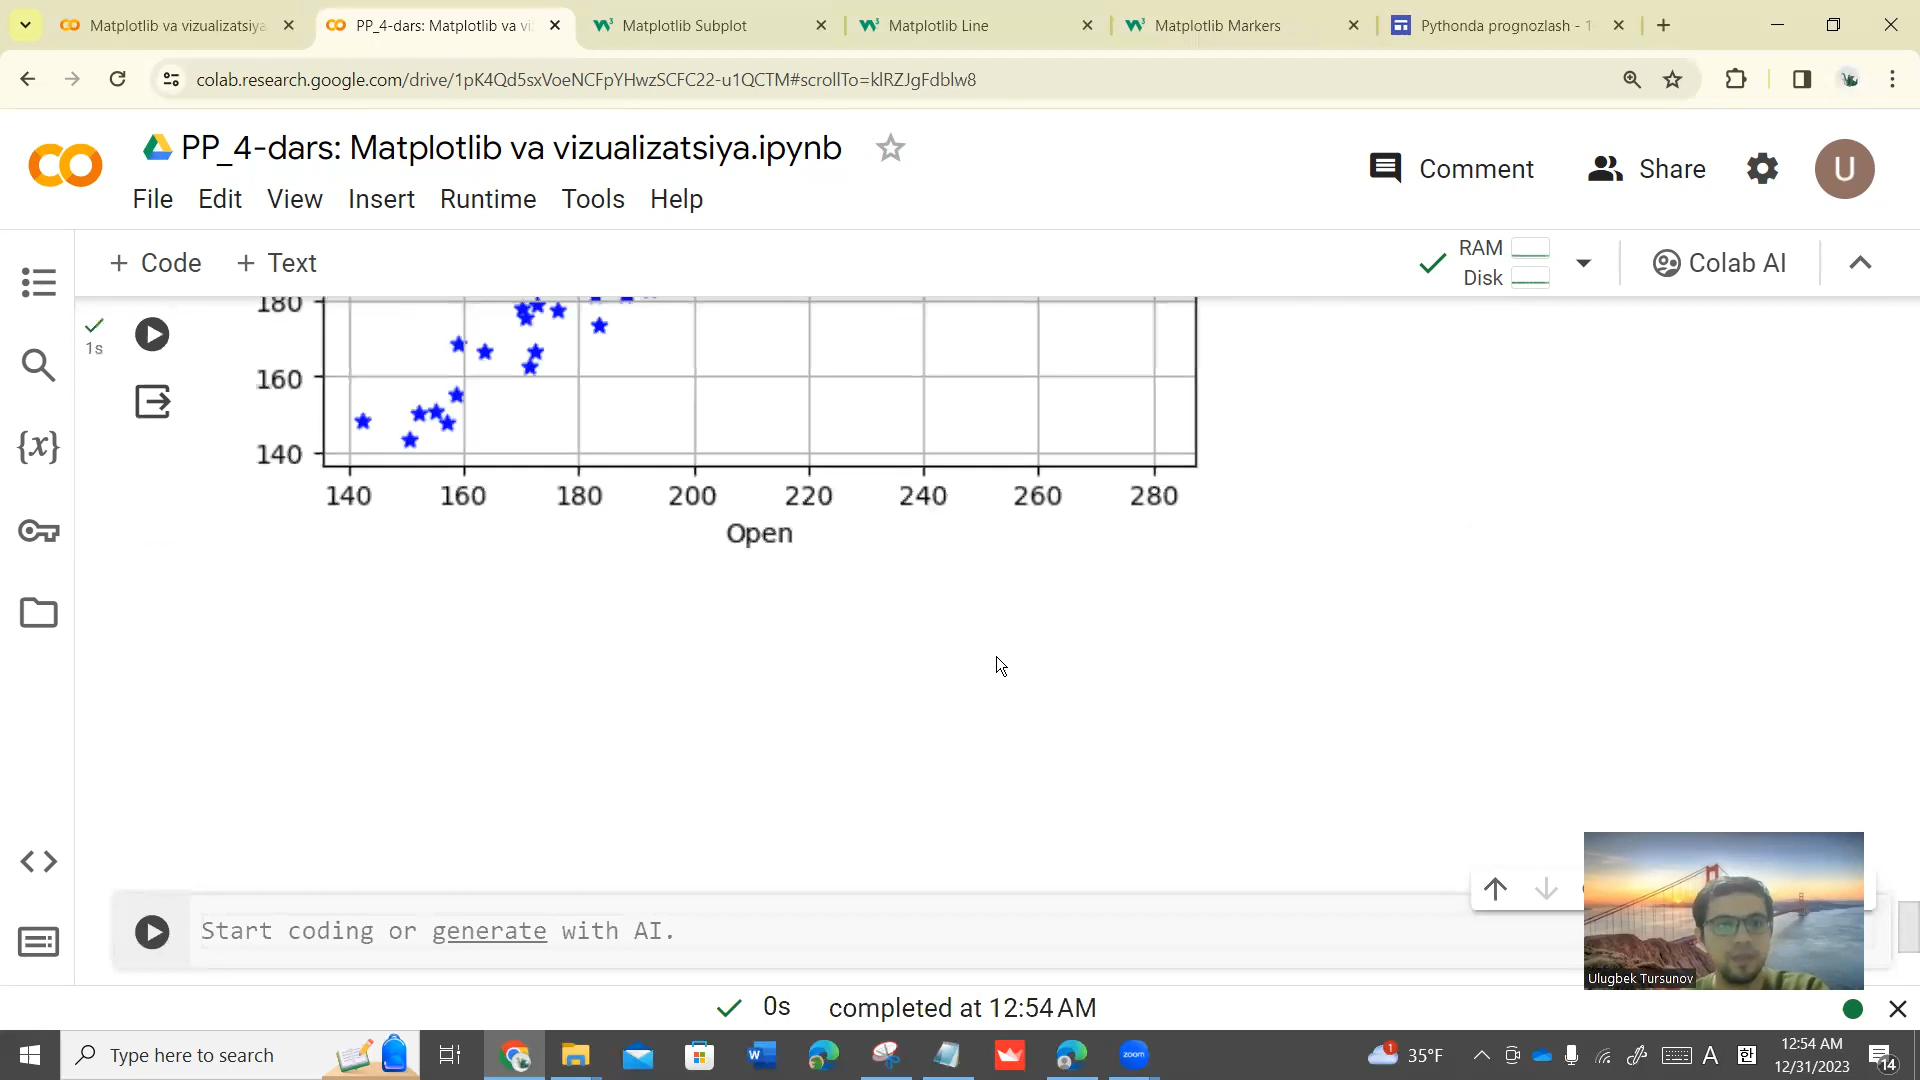 Matplotlib va vizualizatsiya
PP_4-dars: Matplotlib va vi
Matplotlib Subplot
Matplotlib Line
Matplotlib Markers
Pythonda prognozlash - 1
colab.research.google.com/drive/1pK4Qd5sxVoeNCFpYHwzSCFC22-u1QCTM#scrollTo=klRZJgFdblw8
PP_4-dars: Matplotlib va vizualizatsiya.ipynb
Comment
Share
U
File Edit View Insert Runtime Tools Help
+ Code + Text
RAM
Disk
Colab AI
1s
180
160
140
140 160 180 200 220 240 260 280
Open
{x}
Start coding or generate with AI.
Ulugbek Tursunov
0s completed at 12:54 AM
Type here to search
zoom
1
35°F
A
한
12:54 AM
12/31/2023
14